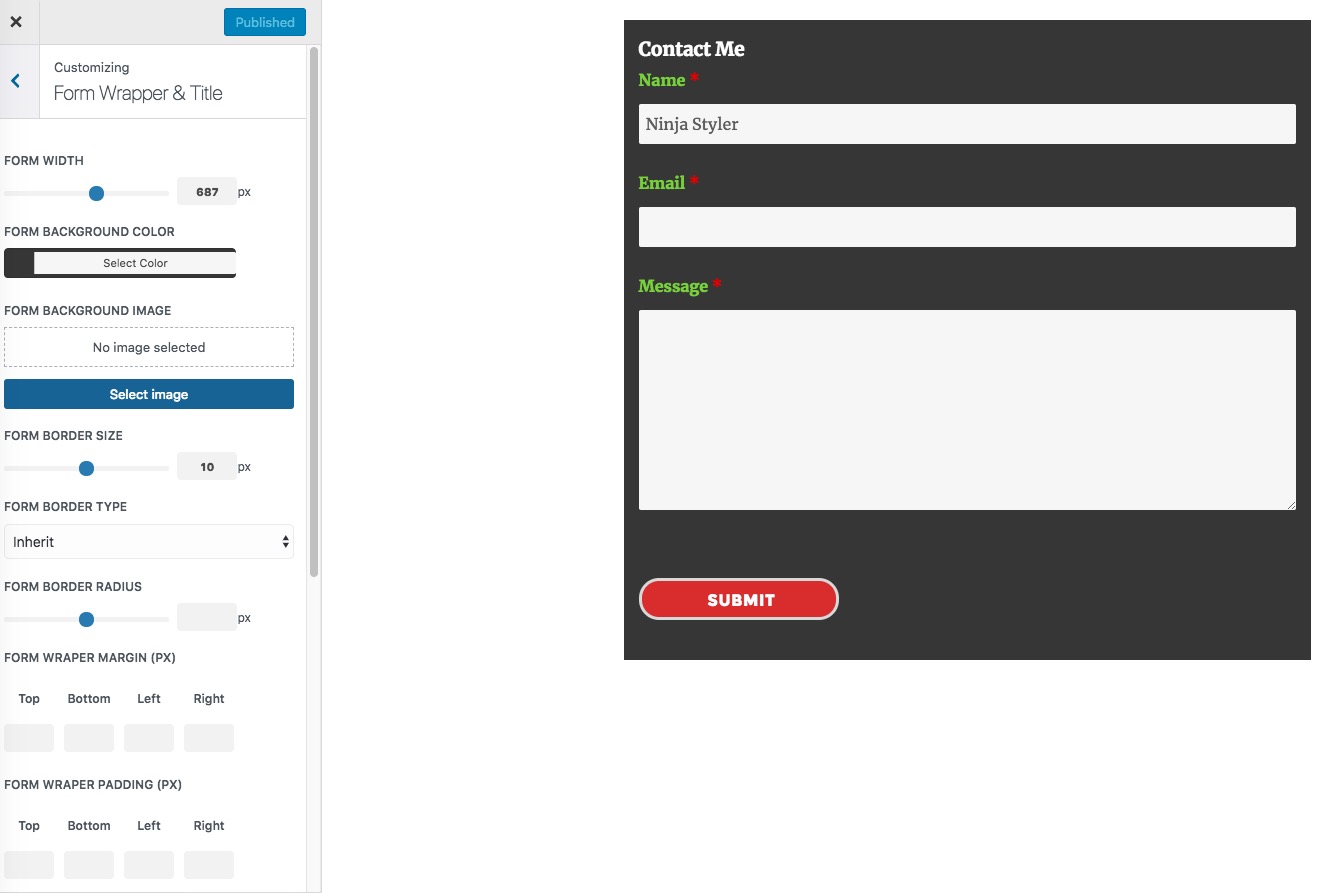 Published
Customizing
Form Wrapper & Title
FORM WIDTH
687 px
FORM BACKGROUND COLOR
Select Color
FORM BACKGROUND IMAGE
No image selected
Select image
FORM BORDER SIZE
10 px
FORM BORDER TYPE
Inherit
FORM BORDER RADIUS
px
FORM WRAPER MARGIN (PX)
Top Bottom Left Right
FORM WRAPER PADDING (PX)
Top Bottom Left Right
Contact Me
Name *
Ninja Styler
Email *
Message *
SUBMIT